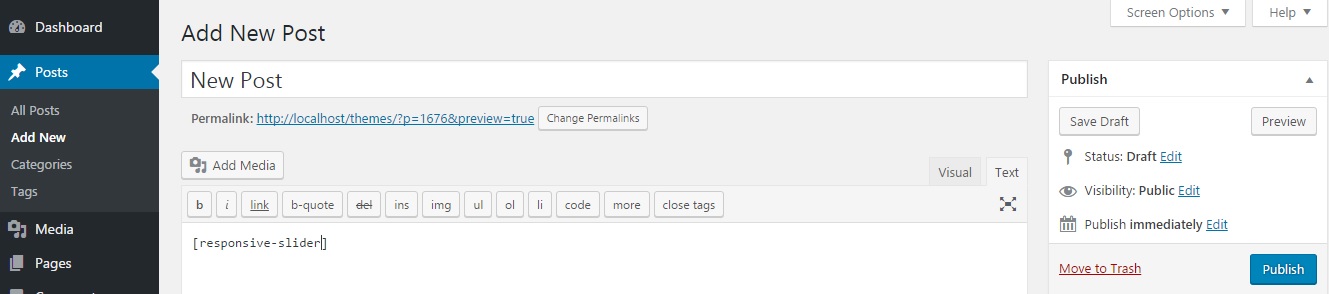 Dashboard
Posts
All Posts
Add New
Categories
Tags
Media
Pages
Screen Options ▼
Help ▼
Add New Post
New Post
Permalink: http://localhost/themes/?p=1676&preview=true Change Permalinks
Add Media
Visual Text
b i link b-quote del ins img ul ol li code more close tags
[responsive-slider]
Publish
Save Draft Preview
Status: Draft Edit
Visibility: Public Edit
Publish immediately Edit
Move to Trash Publish